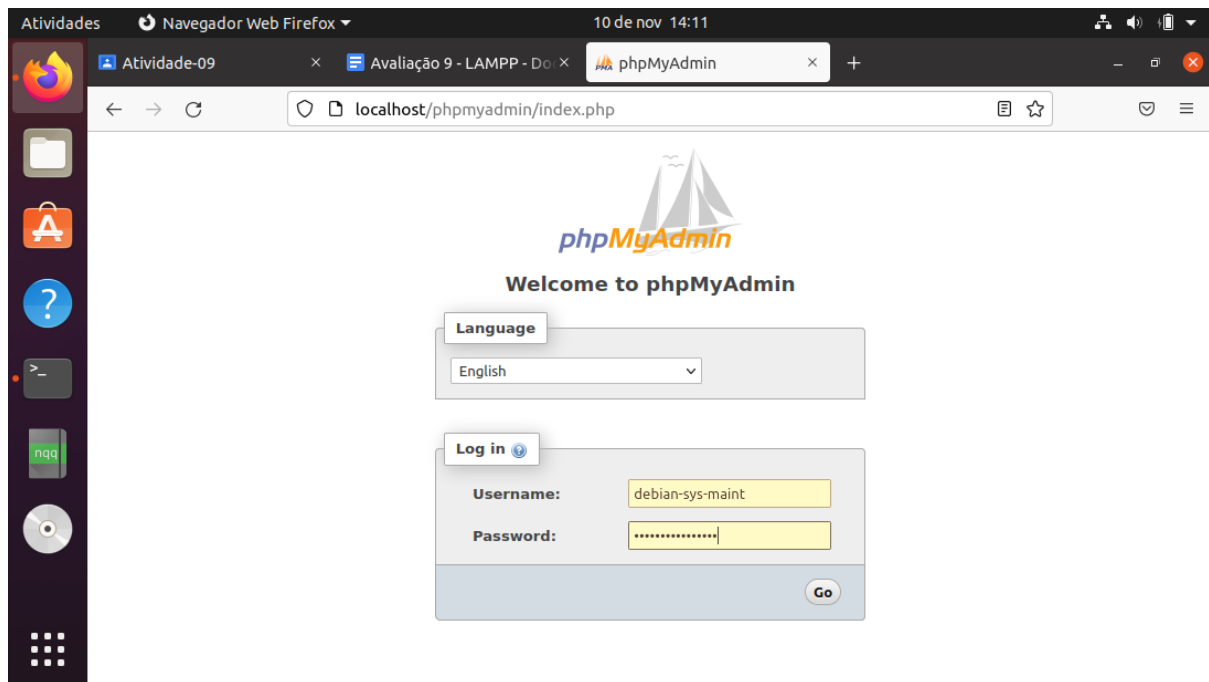 Atividades Navegador Web Firefox 10 de nov 14:11
Atividade-09 Avaliação 9 - LAMPP - Do phpMyAdmin
localhost/phpmyadmin/index.php
phpMyAdmin
Welcome to phpMyAdmin
Language
English
Log in
Username: debian-sys-maint
Password: ••••••••••••••••
Go
>_
nqq